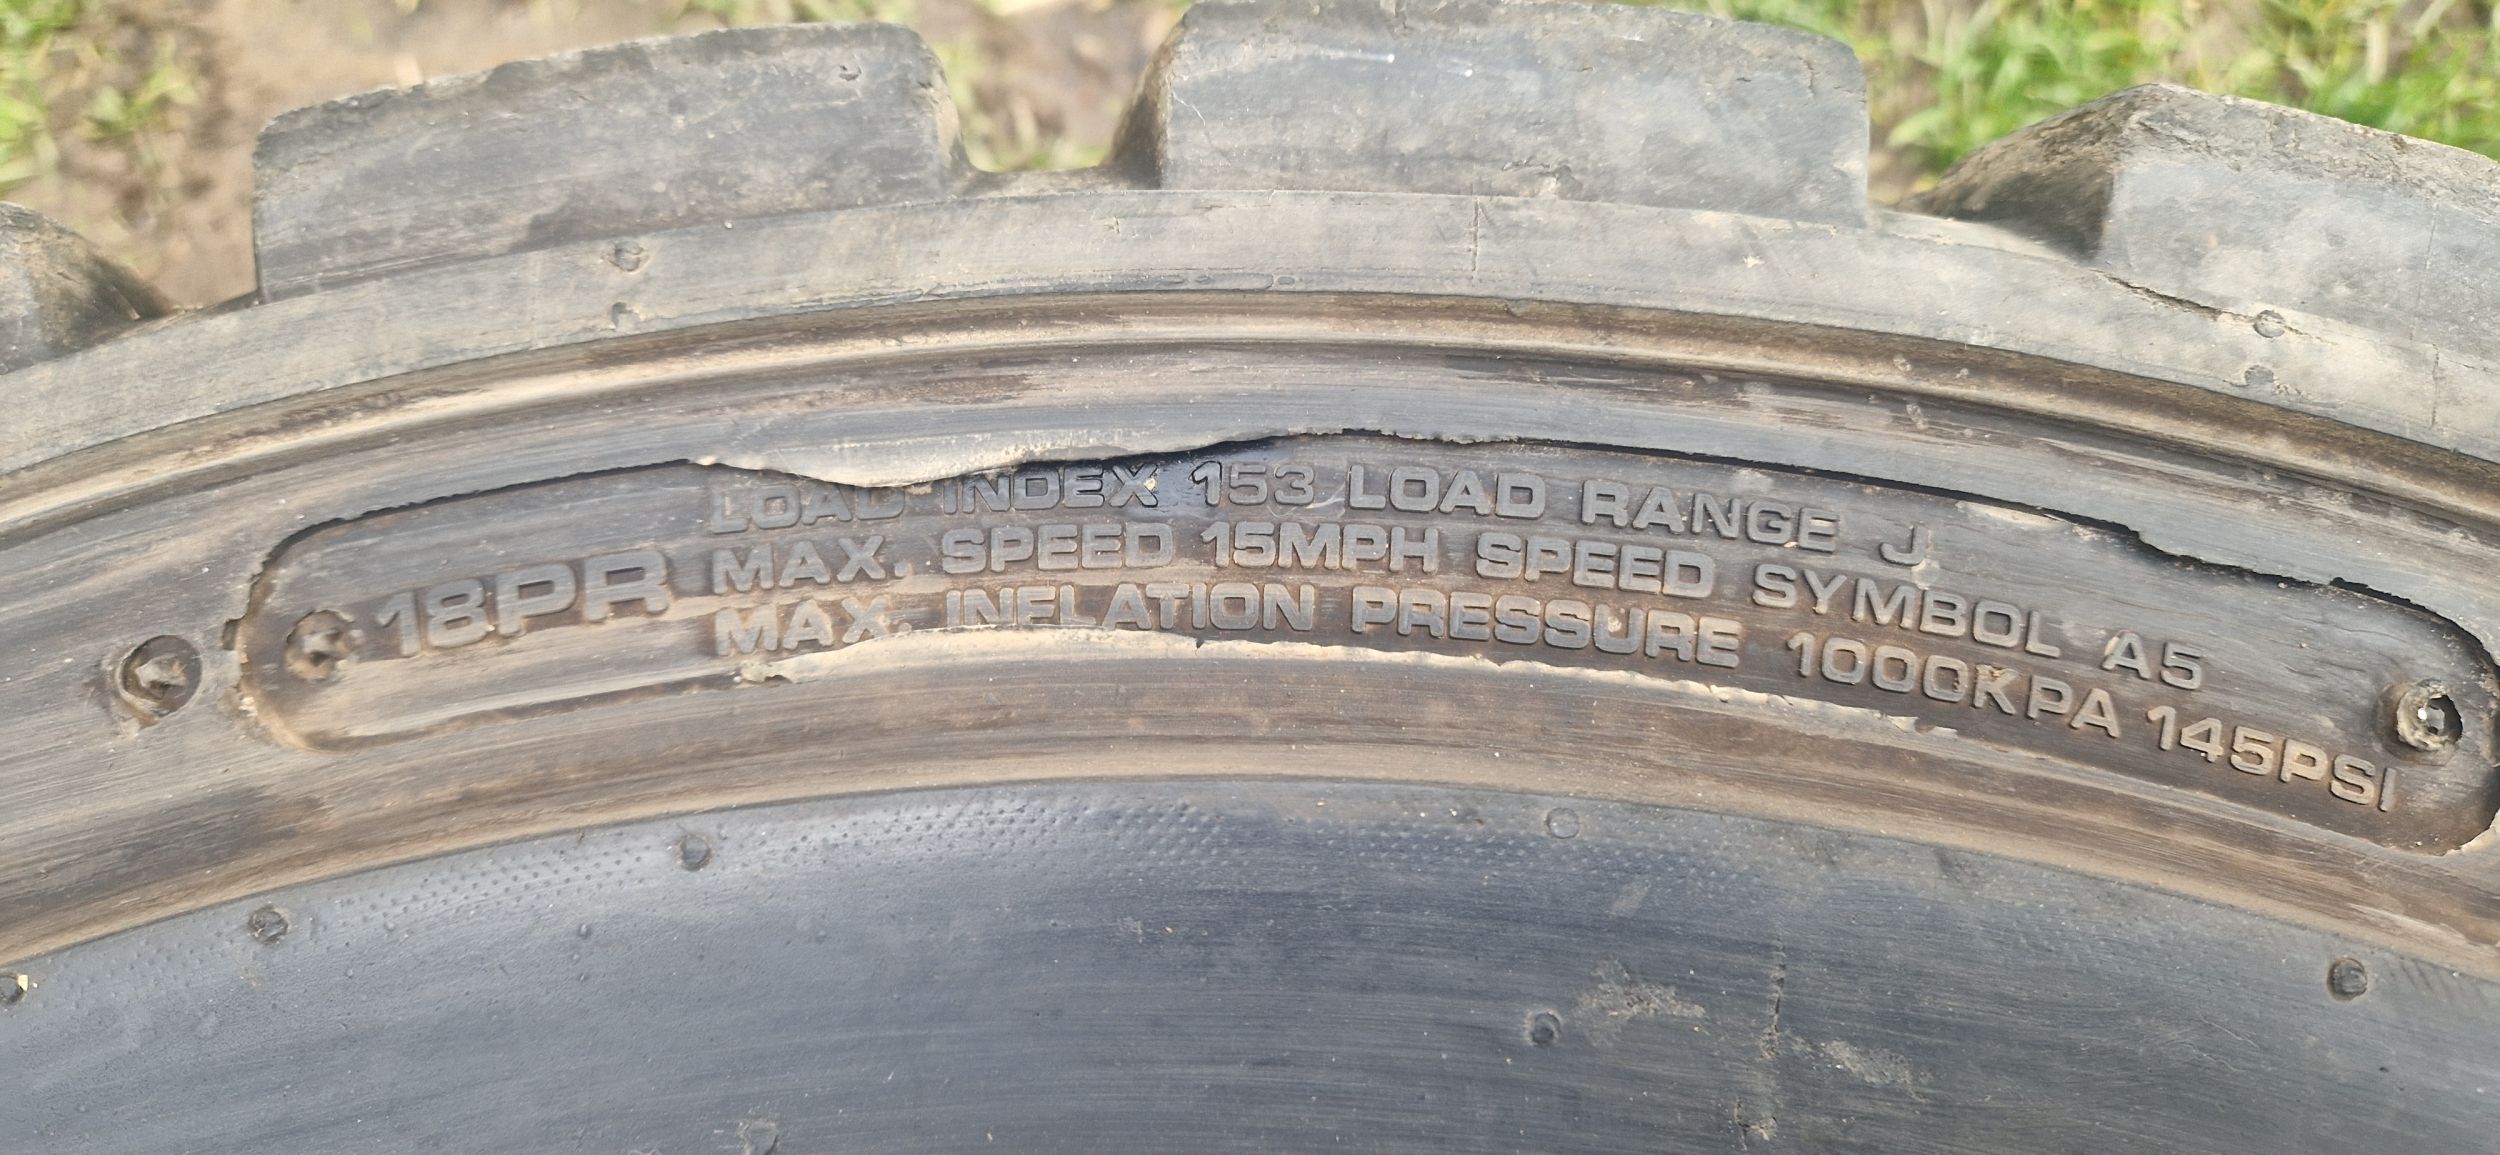 18PR
LOAD INDEX 153 LOAD RANGE J
MAX. SPEED 15MPH SPEED SYMBOL A5
MAX. INFLATION PRESSURE 1000KPA 145PSI